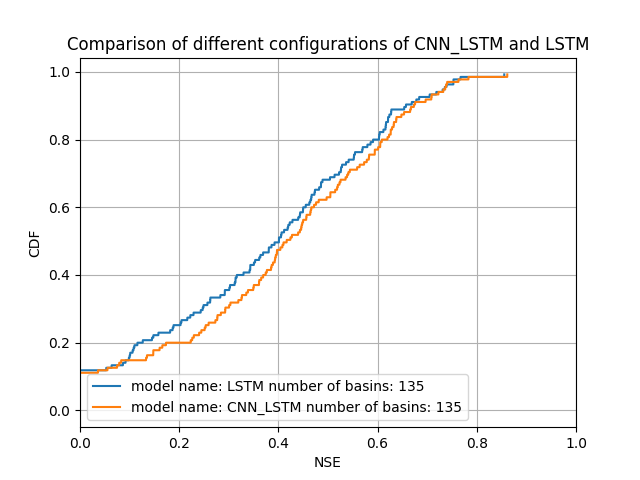 Comparison of different configurations of CNN_LSTM and LSTM
1.0
0.8
0.6
0.4
0.2
0.0
CDF
model name: LSTM number of basins: 135
model name: CNN_LSTM number of basins: 135
0.0 0.2 0.4 0.6 0.8 1.0
NSE